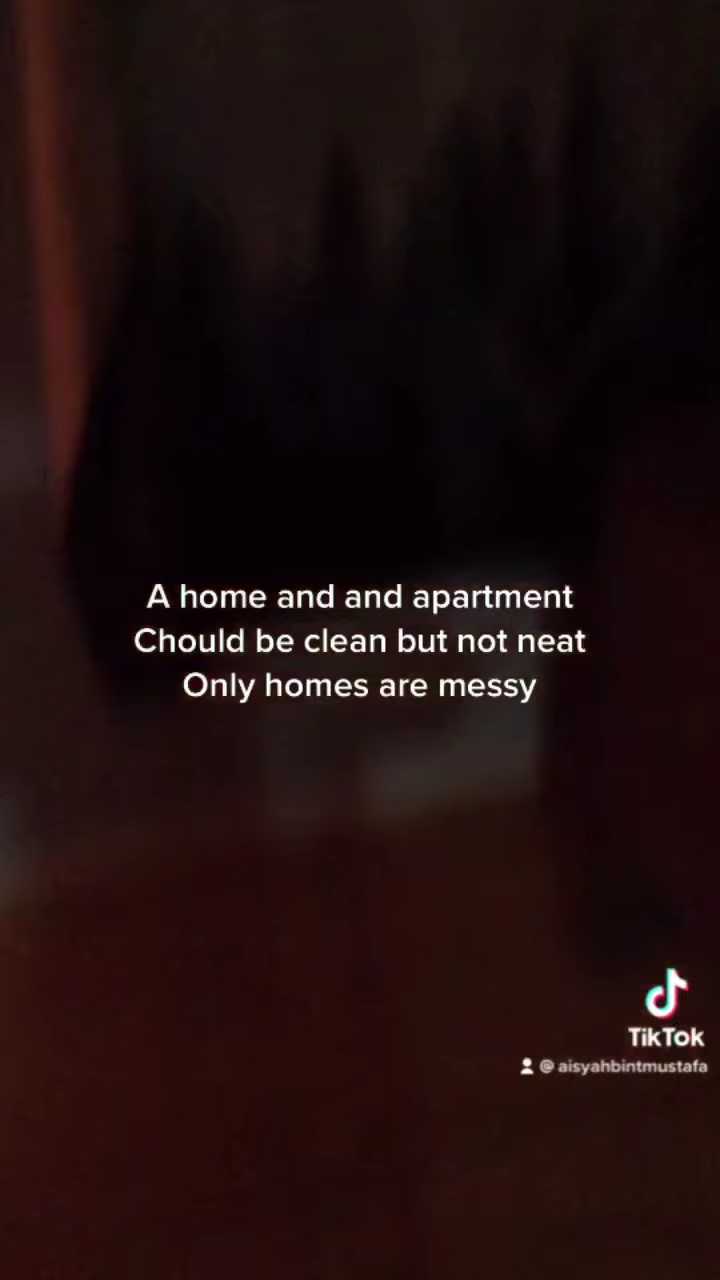 A home and and apartment
Chould be clean but not neat
Only homes are messy
TikTok
@ aisyahbintmustafa